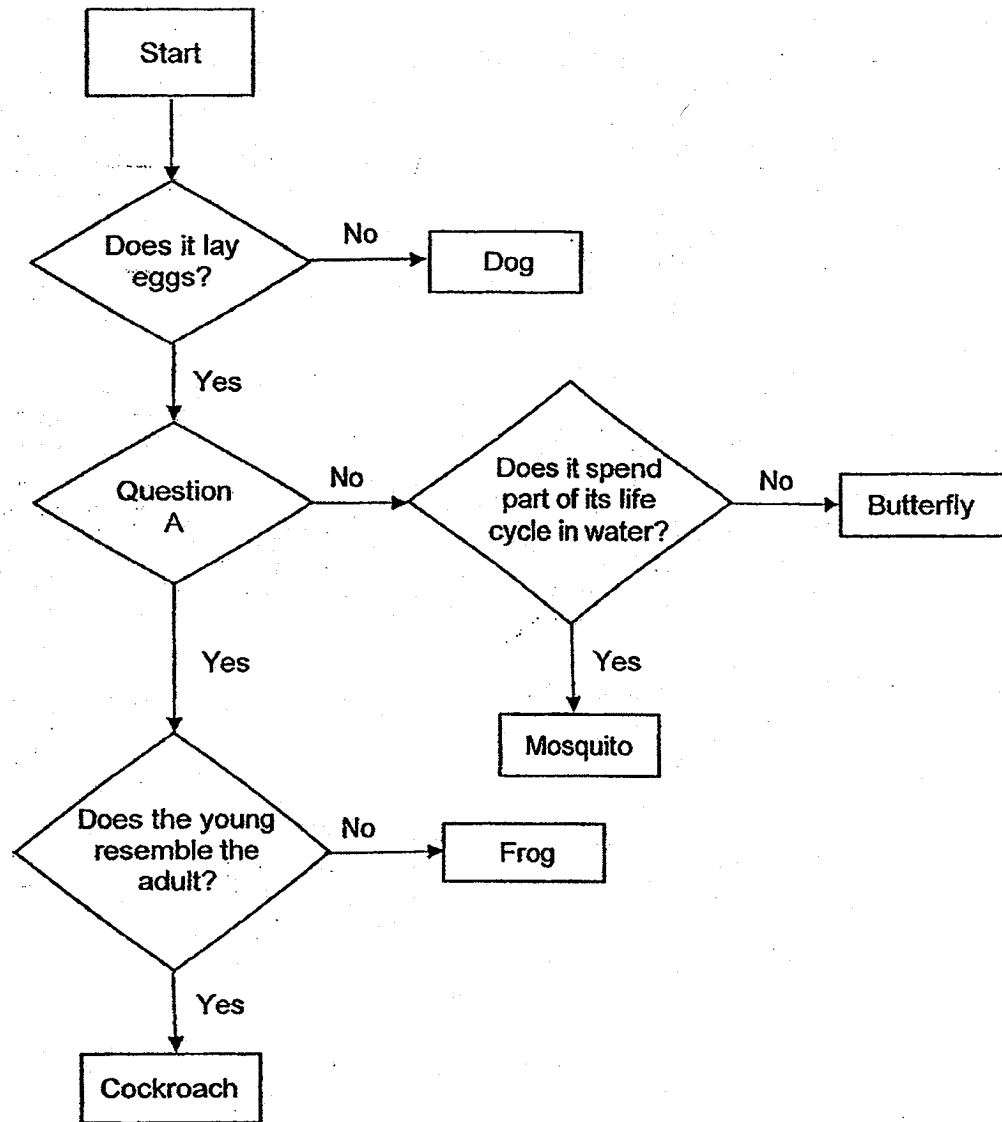 Start
Does it lay
eggs?
No
Dog
Yes
Question
A
No
Does it spend
part of its life
cycle in water?
No
Butterfly
Yes
Yes
Mosquito
Does the young
resemble the
adult?
No
Frog
Yes
Cockroach